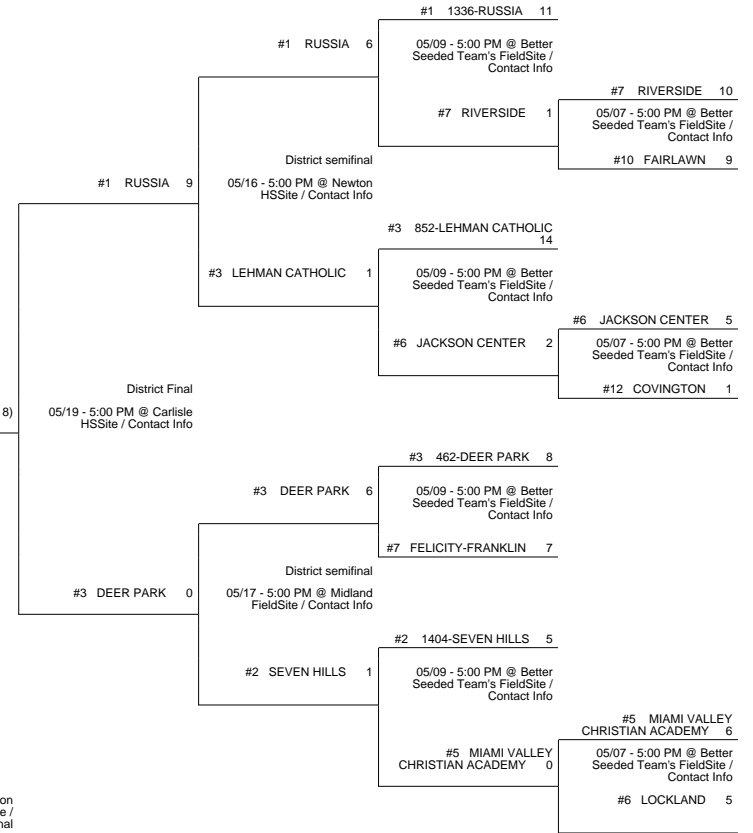 #1 1336-RUSSIA 11
#1 RUSSIA 6
05/09 - 5:00 PM @ Better
Seeded Team's FieldSite /
Contact Info
#7 RIVERSIDE 10
#7 RIVERSIDE 1
05/07 - 5:00 PM @ Better
Seeded Team's FieldSite /
Contact Info
District semifinal
#10 FAIRLAWN 9
#1 RUSSIA 9
05/16 - 5:00 PM @ Newton
HSSite / Contact Info
#3 852-LEHMAN CATHOLIC
14
#3 LEHMAN CATHOLIC 1
05/09 - 5:00 PM @ Better
Seeded Team's FieldSite /
Contact Info
#6 JACKSON CENTER 5
#6 JACKSON CENTER 2
05/07 - 5:00 PM @ Better
Seeded Team's FieldSite /
Contact Info
District Final
#12 COVINGTON 1
8)
05/19 - 5:00 PM @ Carlisle
HSSite / Contact Info
#3 462-DEER PARK 8
#3 DEER PARK 6
05/09 - 5:00 PM @ Better
Seeded Team's FieldSite /
Contact Info
#7 FELICITY-FRANKLIN 7
District semifinal
#3 DEER PARK 0
05/17 - 5:00 PM @ Midland
FieldSite / Contact Info
#2 1404-SEVEN HILLS 5
#2 SEVEN HILLS 1
05/09 - 5:00 PM @ Better
Seeded Team's FieldSite /
Contact Info
#5 MIAMI VALLEY
CHRISTIAN ACADEMY 6
#5 MIAMI VALLEY
CHRISTIAN ACADEMY 0
05/07 - 5:00 PM @ Better
Seeded Team's FieldSite /
Contact Info
#6 LOCKLAND 5
on
e /
nal